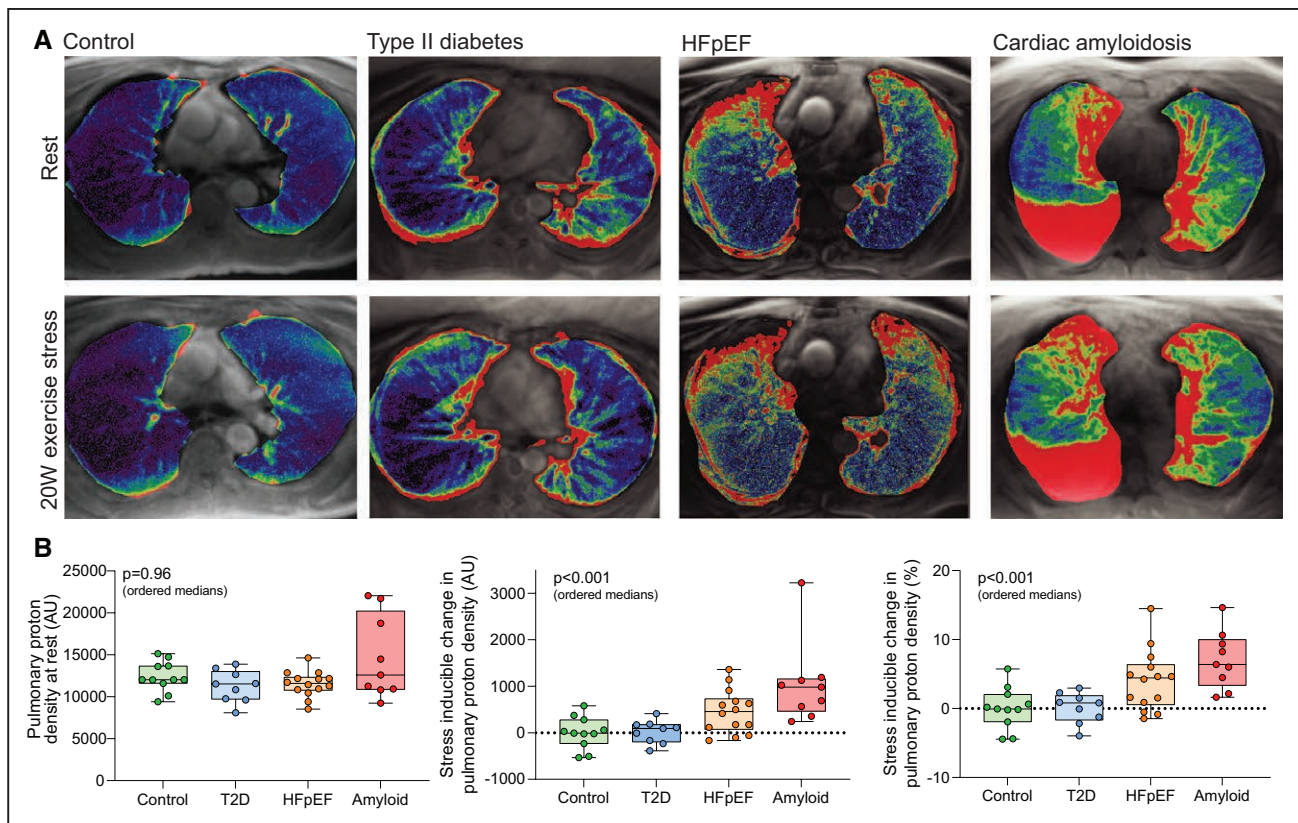 A
Control
Type II diabetes
HFpEF
Cardiac amyloidosis
Rest
20W exercise stress
B
Pulmonary proton
density at rest (AU)
25000
20000
15000
10000
5000
0
p=0.96
(ordered medians)
Control
T2D
HFpEF
Amyloid
Stress inducible change in
pulmonary proton density (AU)
3000
2000
1000
0
-1000
p<0.001
(ordered medians)
Control
T2D
HFpEF
Amyloid
Stress inducible change in
pulmonary proton density (%)
20
10
0
-10
p<0.001
(ordered medians)
Control
T2D
HFpEF
Amyloid